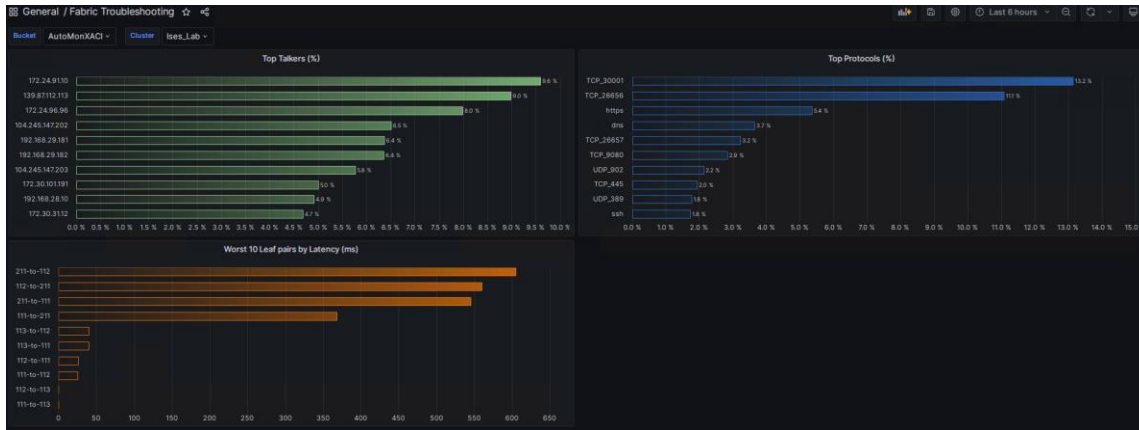 General / Fabric Troubleshooting
Last 6 hours
Bucket AutoMonXACI Cluster Ises_Lab
Top Talkers (%)
172.24.91.10 9.6 %
139.87.112.113 9.0 %
172.24.96.96 8.0 %
104.245.147.202 6.5 %
192.168.29.181 6.4 %
192.168.29.182 6.4 %
104.245.147.203 5.8 %
172.30.101.191 5.0 %
192.168.28.10 4.9 %
172.30.31.12 4.7 %
0.0 % 0.5 % 1.0 % 1.5 % 2.0 % 2.5 % 3.0 % 3.5 % 4.0 % 4.5 % 5.0 % 5.5 % 6.0 % 6.5 % 7.0 % 7.5 % 8.0 % 8.5 % 9.0 % 9.5 % 10.0 %
Top Protocols (%)
TCP_30001 13.2 %
TCP_26656 11.1 %
https 5.4 %
dns 3.7 %
TCP_26657 3.2 %
TCP_9080 2.9 %
UDP_902 2.2 %
TCP_445 2.0 %
UDP_389 1.8 %
ssh 1.8 %
0.0 % 1.0 % 2.0 % 3.0 % 4.0 % 5.0 % 6.0 % 7.0 % 8.0 % 9.0 % 10.0 % 11.0 % 12.0 % 13.0 % 14.0 % 15.0
Worst 10 Leaf pairs by Latency (ms)
211-to-112
112-to-211
211-to-111
111-to-211
113-to-112
113-to-111
112-to-111
111-to-112
112-to-113
111-to-113
0 50 100 150 200 250 300 350 400 450 500 550 600 650